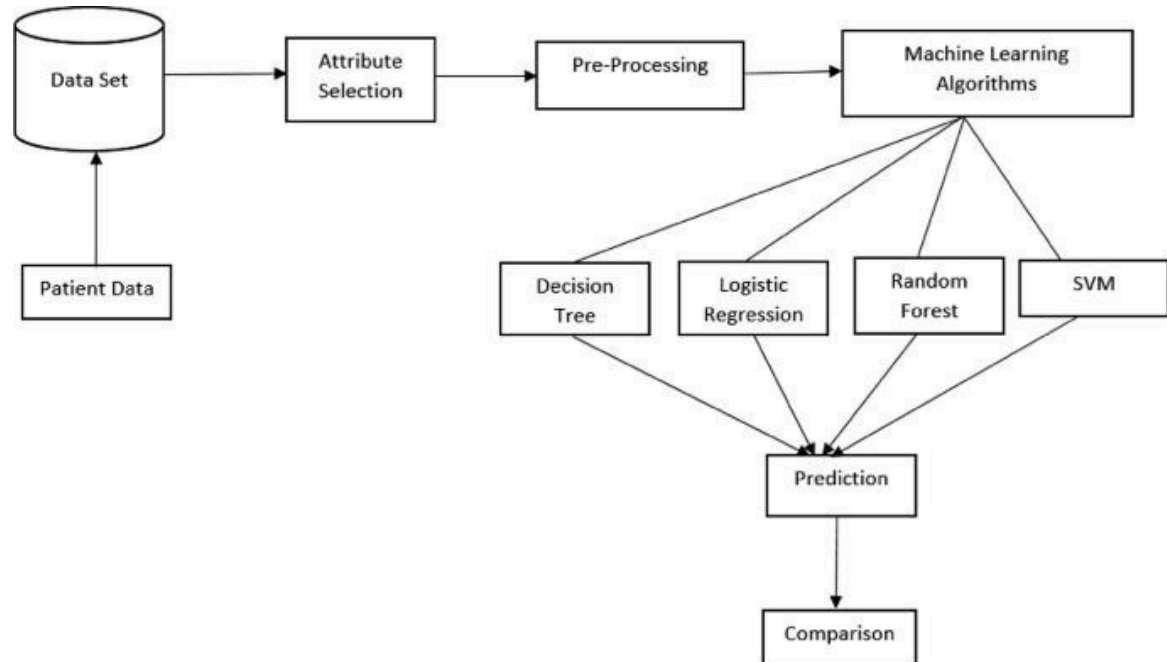 Data Set
Attribute
Selection
Pre-Processing
Machine Learning
Algorithms
Patient Data
Decision
Tree
Logistic
Regression
Random
Forest
SVM
Prediction
Comparison